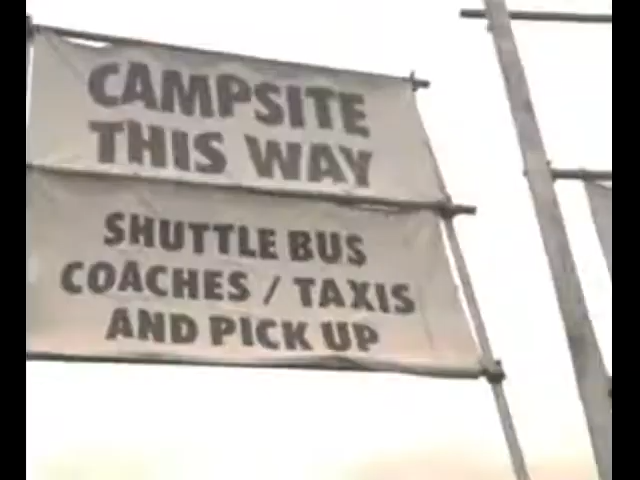 CAMPSITE
THIS WAY
SHUTTLE BUS
COACHES / TAXIS
AND PICK UP